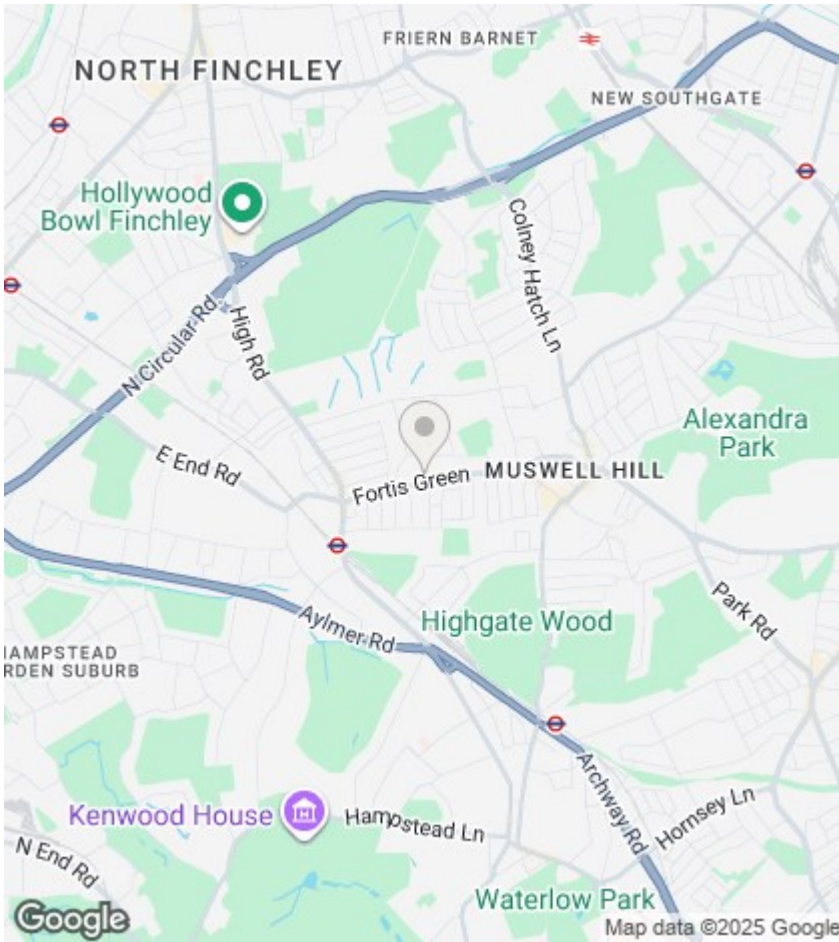 FRIERN BARNET
NORTH FINCHLEY
NEW SOUTHGATE
Hollywood
Bowl Finchley
Colney Hatch Ln
N Circular Rd
High Rd
Alexandra
Park
E End Rd
Fortis Green
MUSWELL HILL
Park Rd
Highgate Wood
Aylmer Rd
HAMPSTEAD
RDEN SUBURB
Archway Rd
Kenwood House
Hampstead Ln
Hornsey Ln
N End Rd
Waterlow Park
Google
Map data ©2025 Google